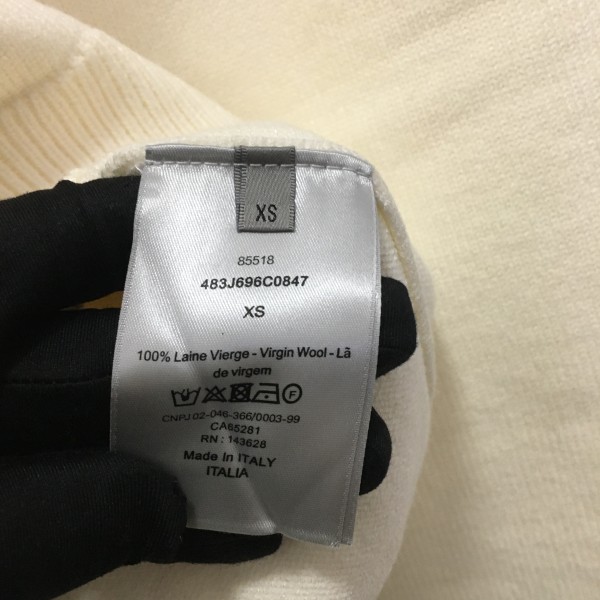 XS
85518
483J696C0847
XS
100% Laine Vierge - Virgin Wool - Lã
de virgem
F
CNPJ 02-046-366/0003-99
CA65281
RN : 143628
Made In ITALY
ITALIA